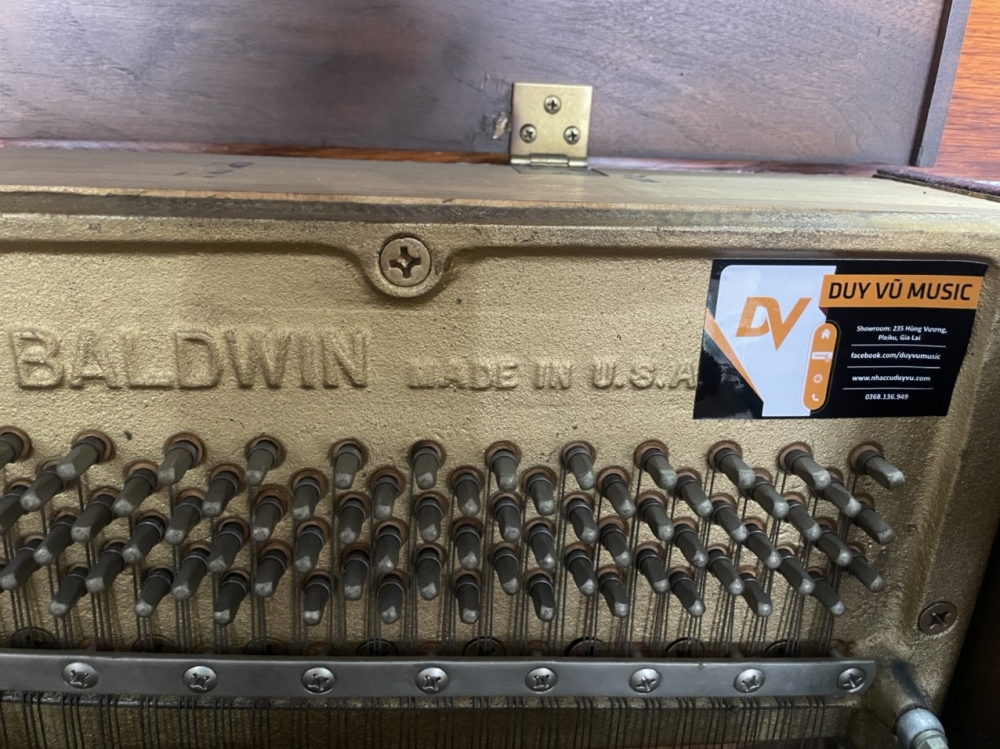 BALDWIN MADE IN U.S.A
DV
DUY VŨ MUSIC
Showroom: 235 Hùng Vương,
Pleiku, Gia Lai
facebook.com/duyvumusic
www.nhaccuduyvu.com
0368.136.949